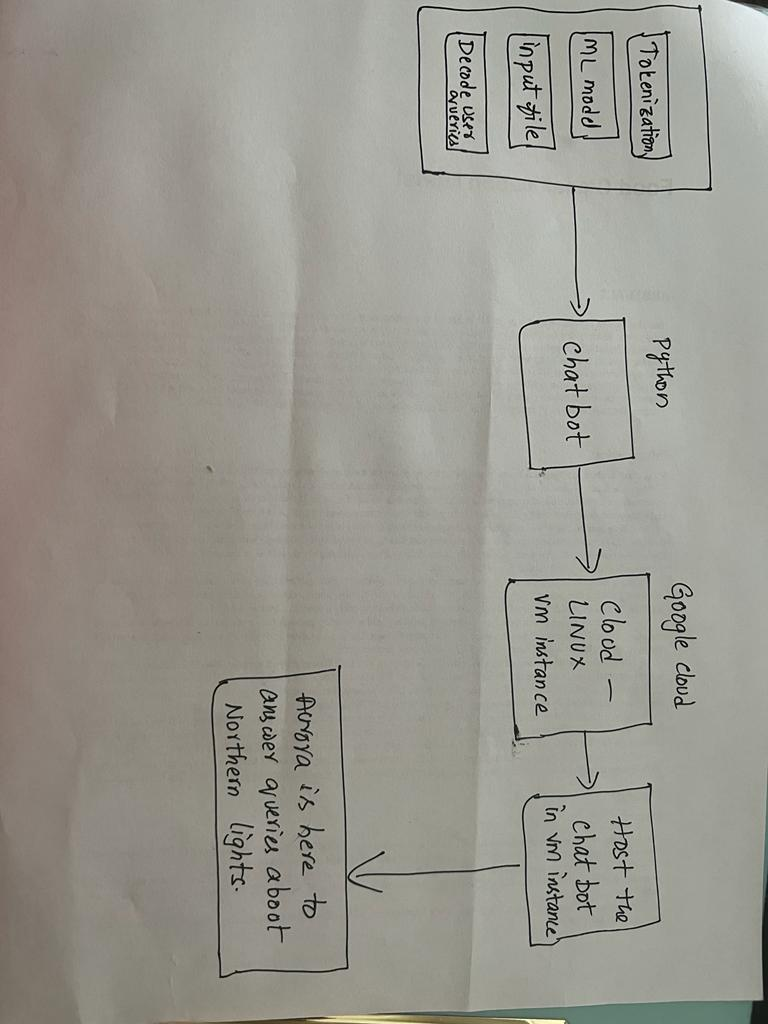 Tokenization
ML model
input file
Decode user
queries
Python
Chat bot
Google cloud
Cloud –
LINUX
vm instance
Host the
Chat bot
in vm instance
Aurora is here to
answer queries about
Northern lights.